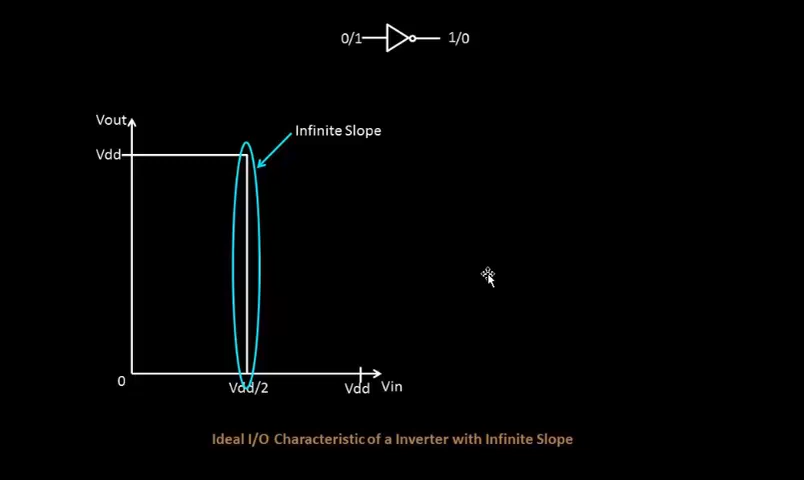 0/1 1/0
Vout
Infinite Slope
Vdd
0
Vdd/2
Vdd
Vin
Ideal I/O Characteristic of a Inverter with Infinite Slope